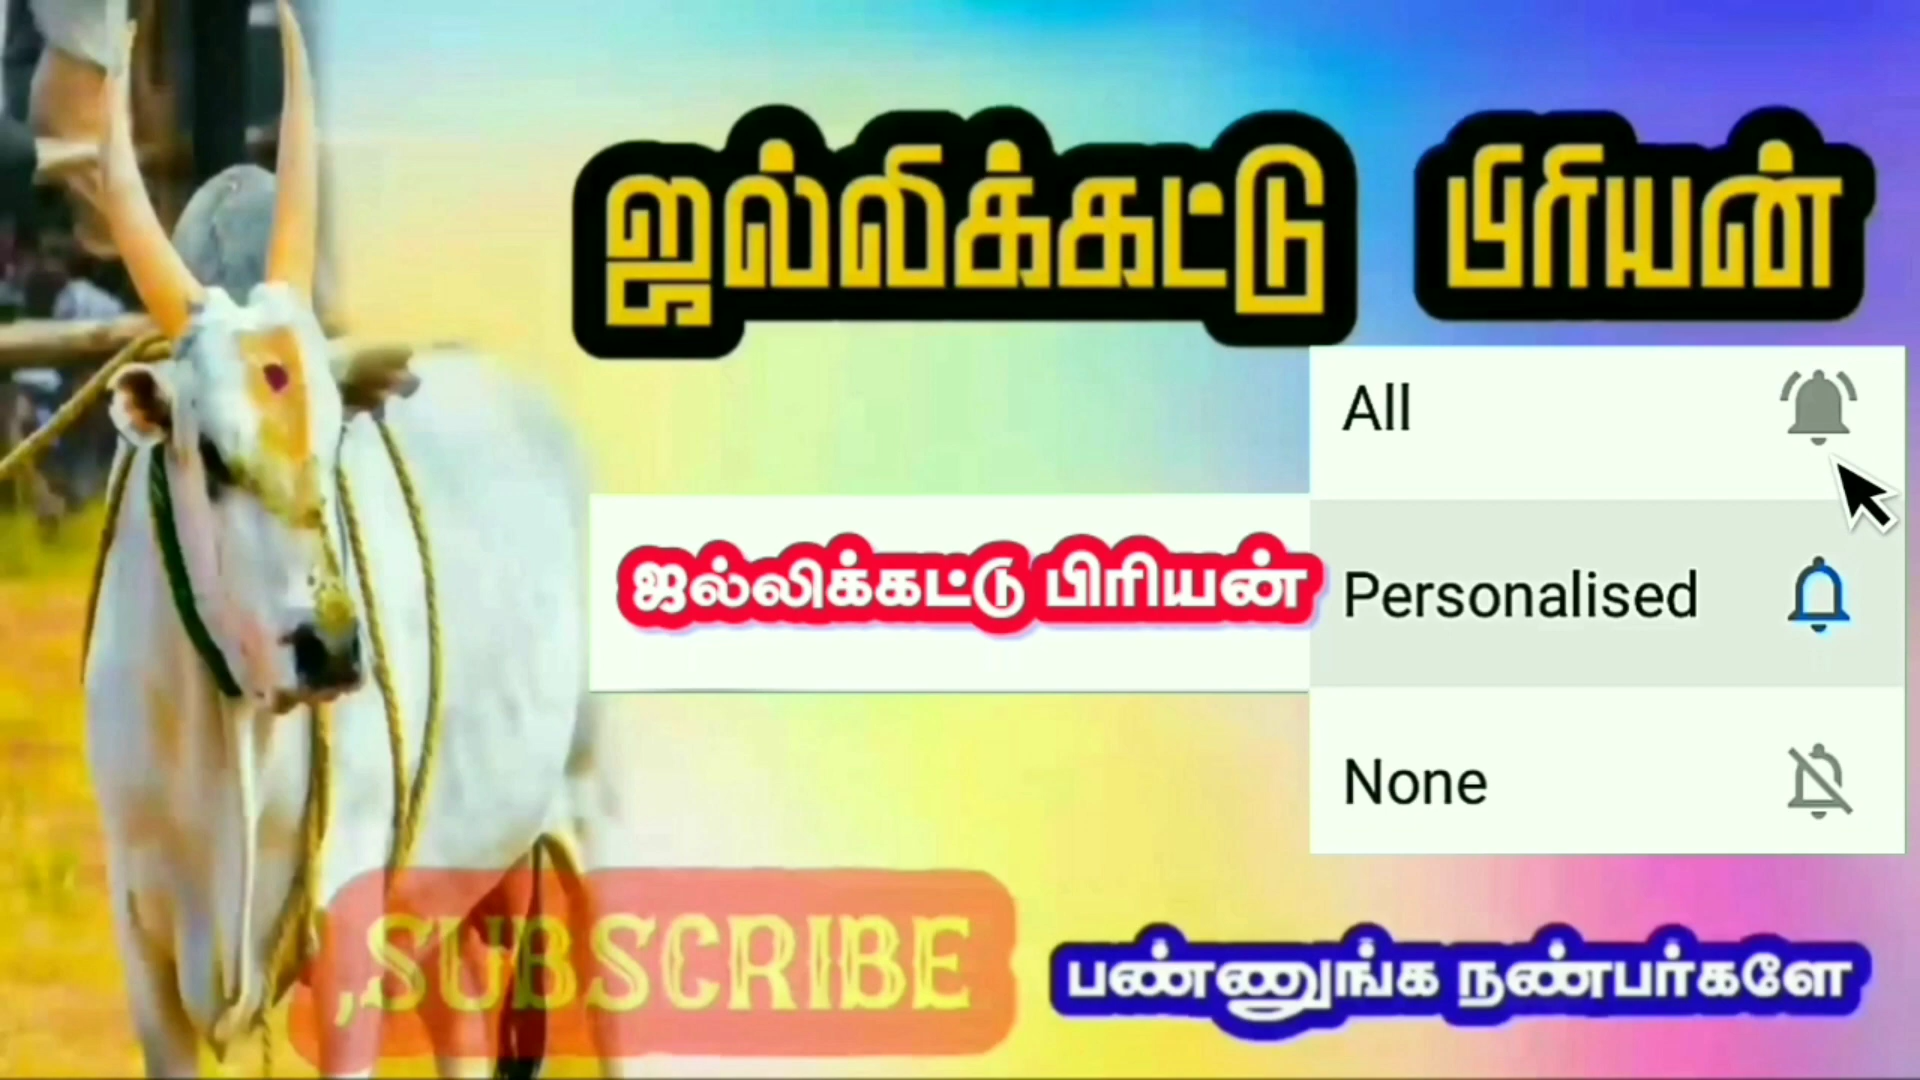 ஜல்லிக்கட்டு பிரியன்
All
ஜல்லிக்கட்டு பிரியன்
Personalised
None
,SUBSCRIBE
பண்ணுங்க நண்பர்களே